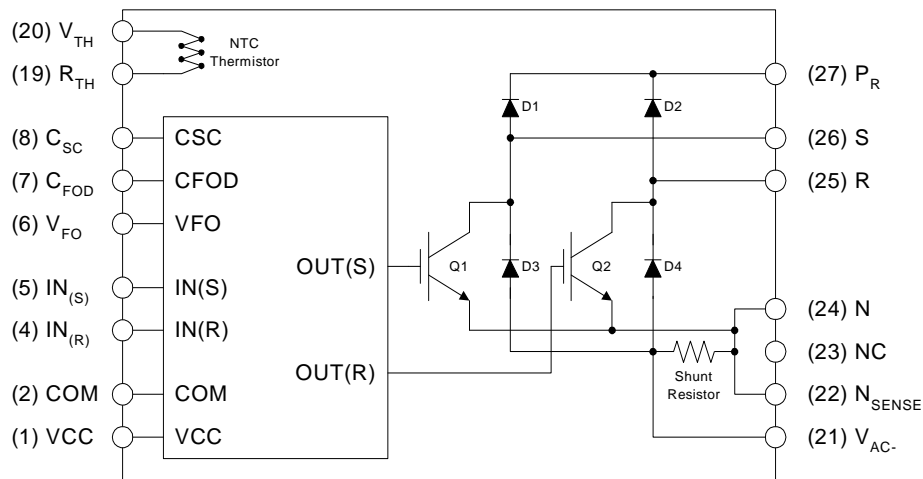 (20) V_TH
(19) R_TH
(8) C_SC
(7) C_FOD
(6) V_FO
(5) IN_(S)
(4) IN_(R)
(2) COM
(1) VCC
NTC
Thermistor
CSC
CFOD
VFO
IN(S)
IN(R)
COM
VCC
OUT(S)
OUT(R)
D1
D2
Q1
D3
Q2
D4
Shunt
Resistor
(27) P_R
(26) S
(25) R
(24) N
(23) NC
(22) N_SENSE
(21) V_AC-